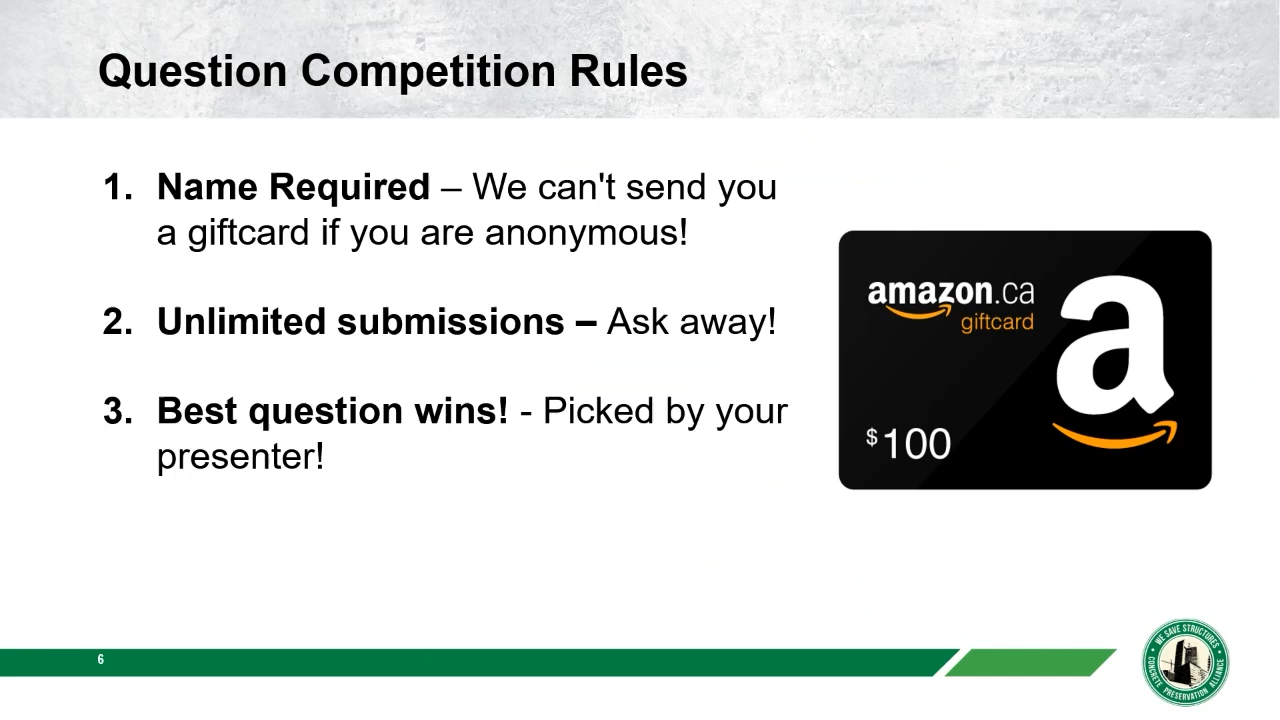 Question Competition Rules
1. Name Required – We can't send you
a giftcard if you are anonymous!
2. Unlimited submissions – Ask away!
3. Best question wins! - Picked by your
presenter!
amazon.ca
giftcard
a
$100
6
WE SAVE STRUCTURES
CONCRETE PRESERVATION ALLIANCE